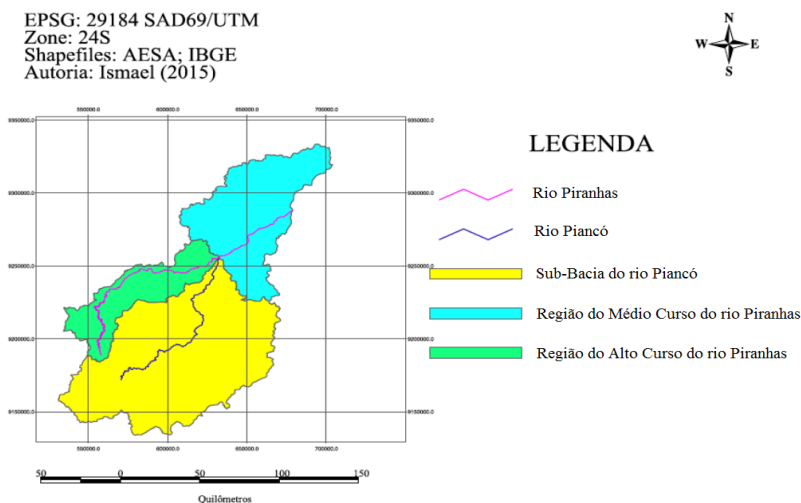 EPSG: 29184 SAD69/UTM
Zone: 24S
Shapefiles: AESA; IBGE
Autoria: Ismael (2015)
N
W E
S
550000.0 600000.0 650000.0 700000.0
9350000.0 9350000.0
9300000.0 9300000.0
9250000.0 9250000.0
9200000.0 9200000.0
9150000.0 9150000.0
550000.0 600000.0 650000.0 700000.0
50 0 50 100 150
Quilômetros
LEGENDA
Rio Piranhas
Rio Piancó
Sub-Bacia do rio Piancó
Região do Médio Curso do rio Piranhas
Região do Alto Curso do rio Piranhas